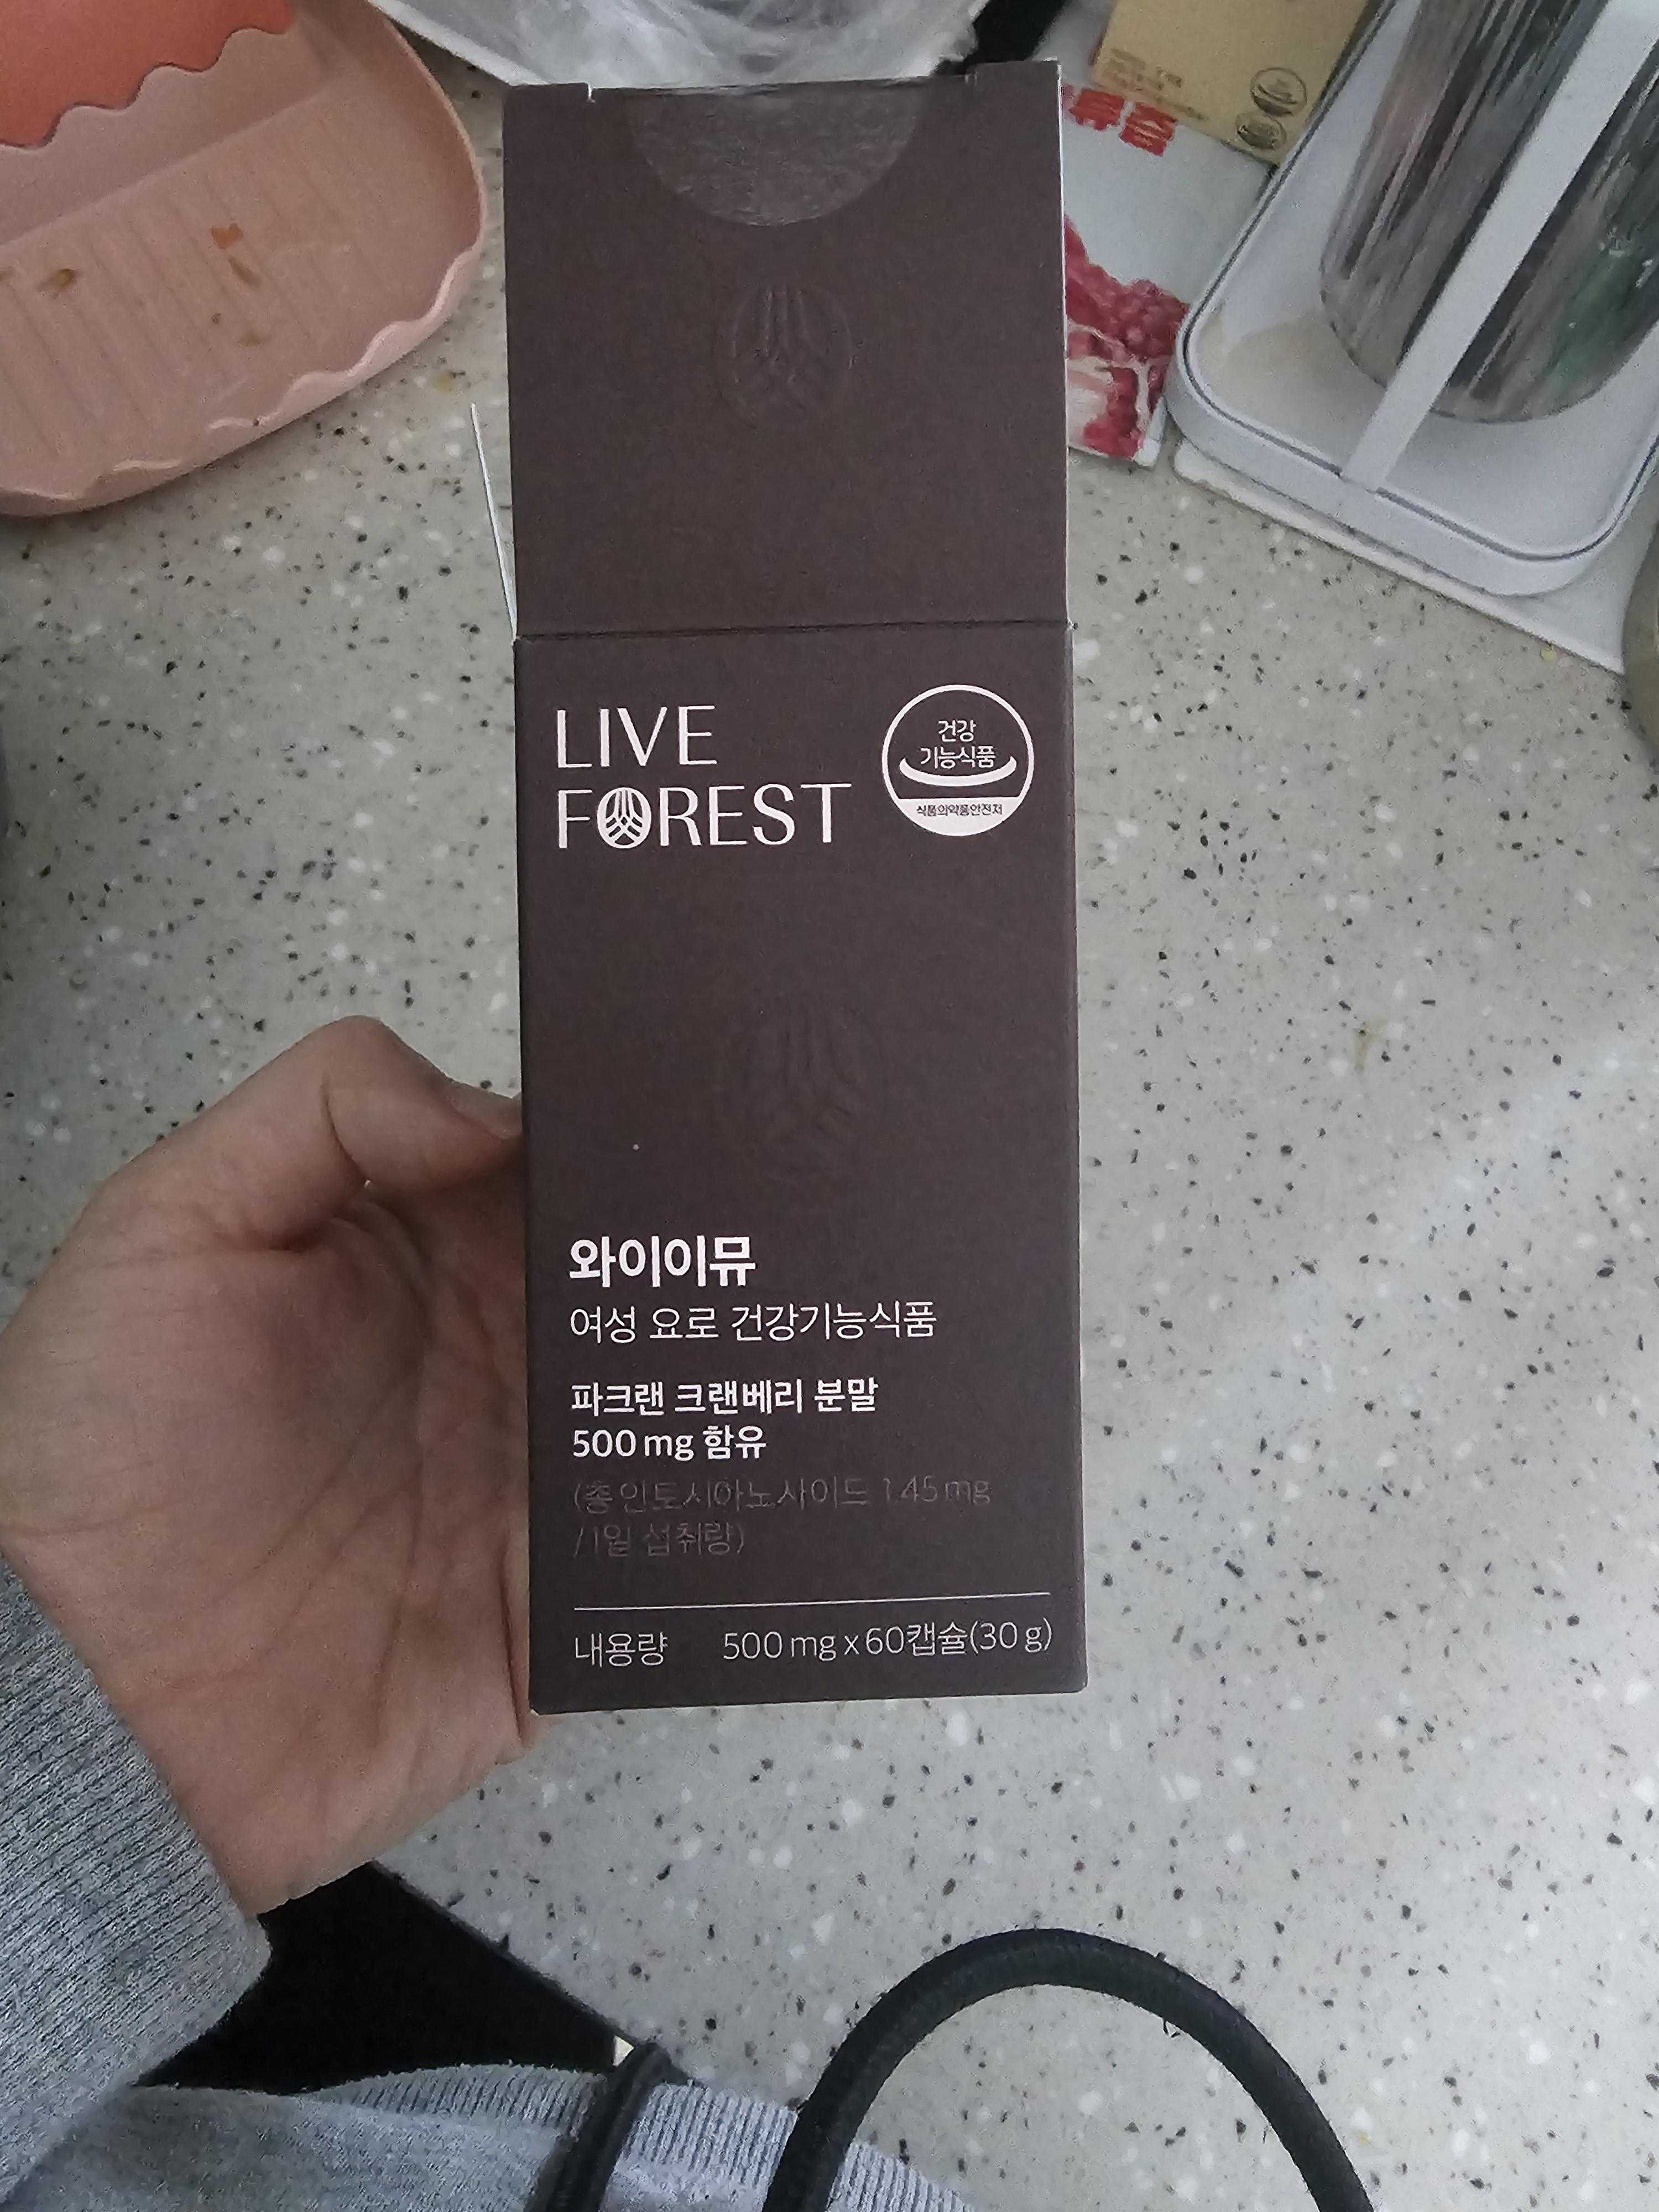 LIVE
FOREST
건강
기능식품
식품의약품안전처
와이이뮤
여성 요로 건강기능식품
파크랜 크랜베리 분말
500 mg 함유
(총 안토시아노사이드 1.45 mg
/1일 섭취량)
내용량 500 mg x 60캡슐(30 g)